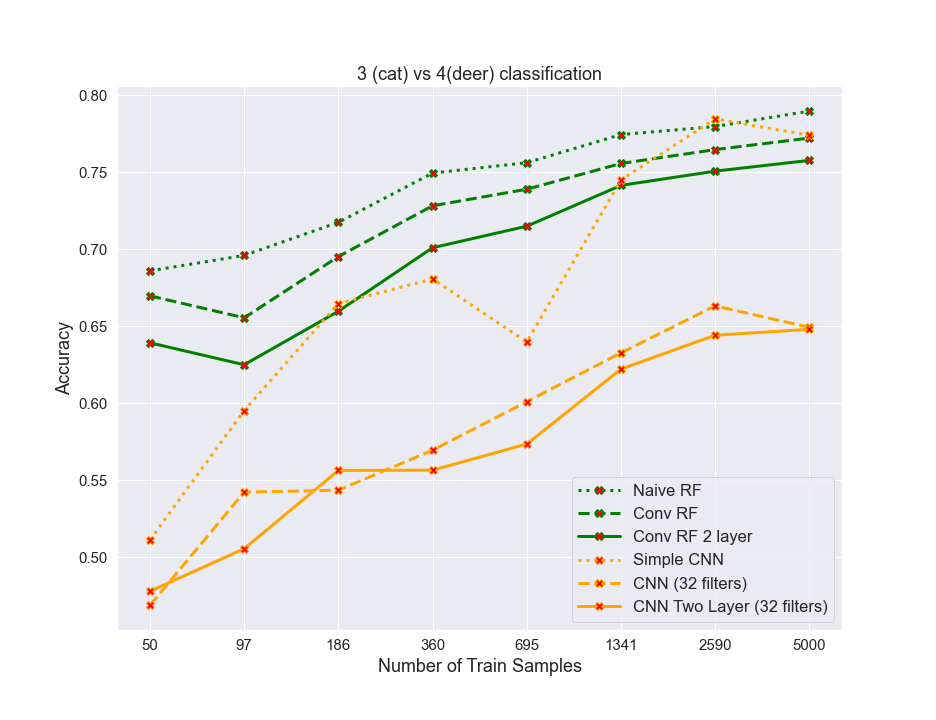 3 (cat) vs 4(deer) classification
0.80
0.75
0.70
0.65
0.60
0.55
0.50
Accuracy
Naive RF
Conv RF
Conv RF 2 layer
Simple CNN
CNN (32 filters)
CNN Two Layer (32 filters)
50 97 186 360 695 1341 2590 5000
Number of Train Samples